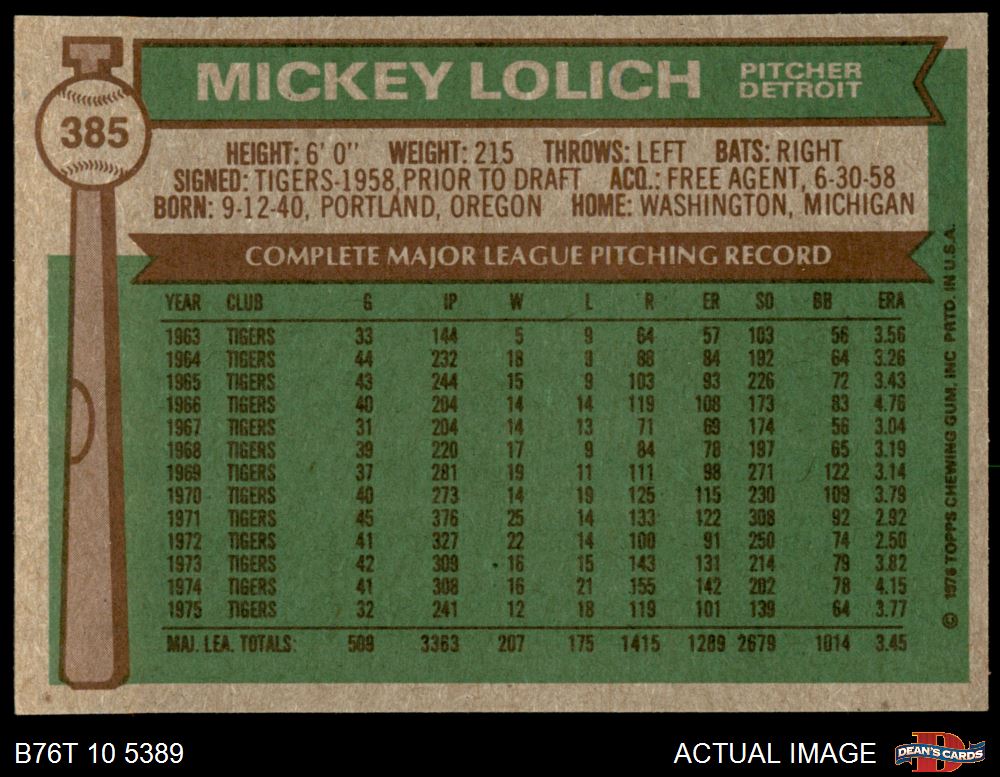 MICKEY LOLICH
PITCHER
DETROIT
385
HEIGHT: 6' 0" WEIGHT: 215 THROWS: LEFT BATS: RIGHT
SIGNED: TIGERS-1958, PRIOR TO DRAFT ACQ.: FREE AGENT, 6-30-58
BORN: 9-12-40, PORTLAND, OREGON HOME: WASHINGTON, MICHIGAN
COMPLETE MAJOR LEAGUE PITCHING RECORD
YEAR CLUB G IP W L R ER SO BB ERA
1963 TIGERS 33 144 5 9 64 57 103 56 3.56
1964 TIGERS 44 232 18 9 88 84 192 64 3.26
1965 TIGERS 43 244 15 9 103 93 226 72 3.43
1966 TIGERS 40 204 14 14 119 108 173 83 4.76
1967 TIGERS 31 204 14 13 71 69 174 56 3.04
1968 TIGERS 39 220 17 9 84 78 197 65 3.19
1969 TIGERS 37 281 19 11 111 98 271 122 3.14
1970 TIGERS 40 273 14 19 125 115 230 109 3.79
1971 TIGERS 45 376 25 14 133 122 308 92 2.92
1972 TIGERS 41 327 22 14 100 91 250 74 2.50
1973 TIGERS 42 309 16 15 143 131 214 79 3.82
1974 TIGERS 41 308 16 21 155 142 202 78 4.15
1975 TIGERS 32 241 12 18 119 101 139 64 3.77
MAJ. LEA. TOTALS: 509 3363 207 175 1415 1289 2679 1014 3.45
© 1976 TOPPS CHEWING GUM, INC PRTD. IN U.S.A.
B76T 10 5389
ACTUAL IMAGE
DEAN'S CARDS